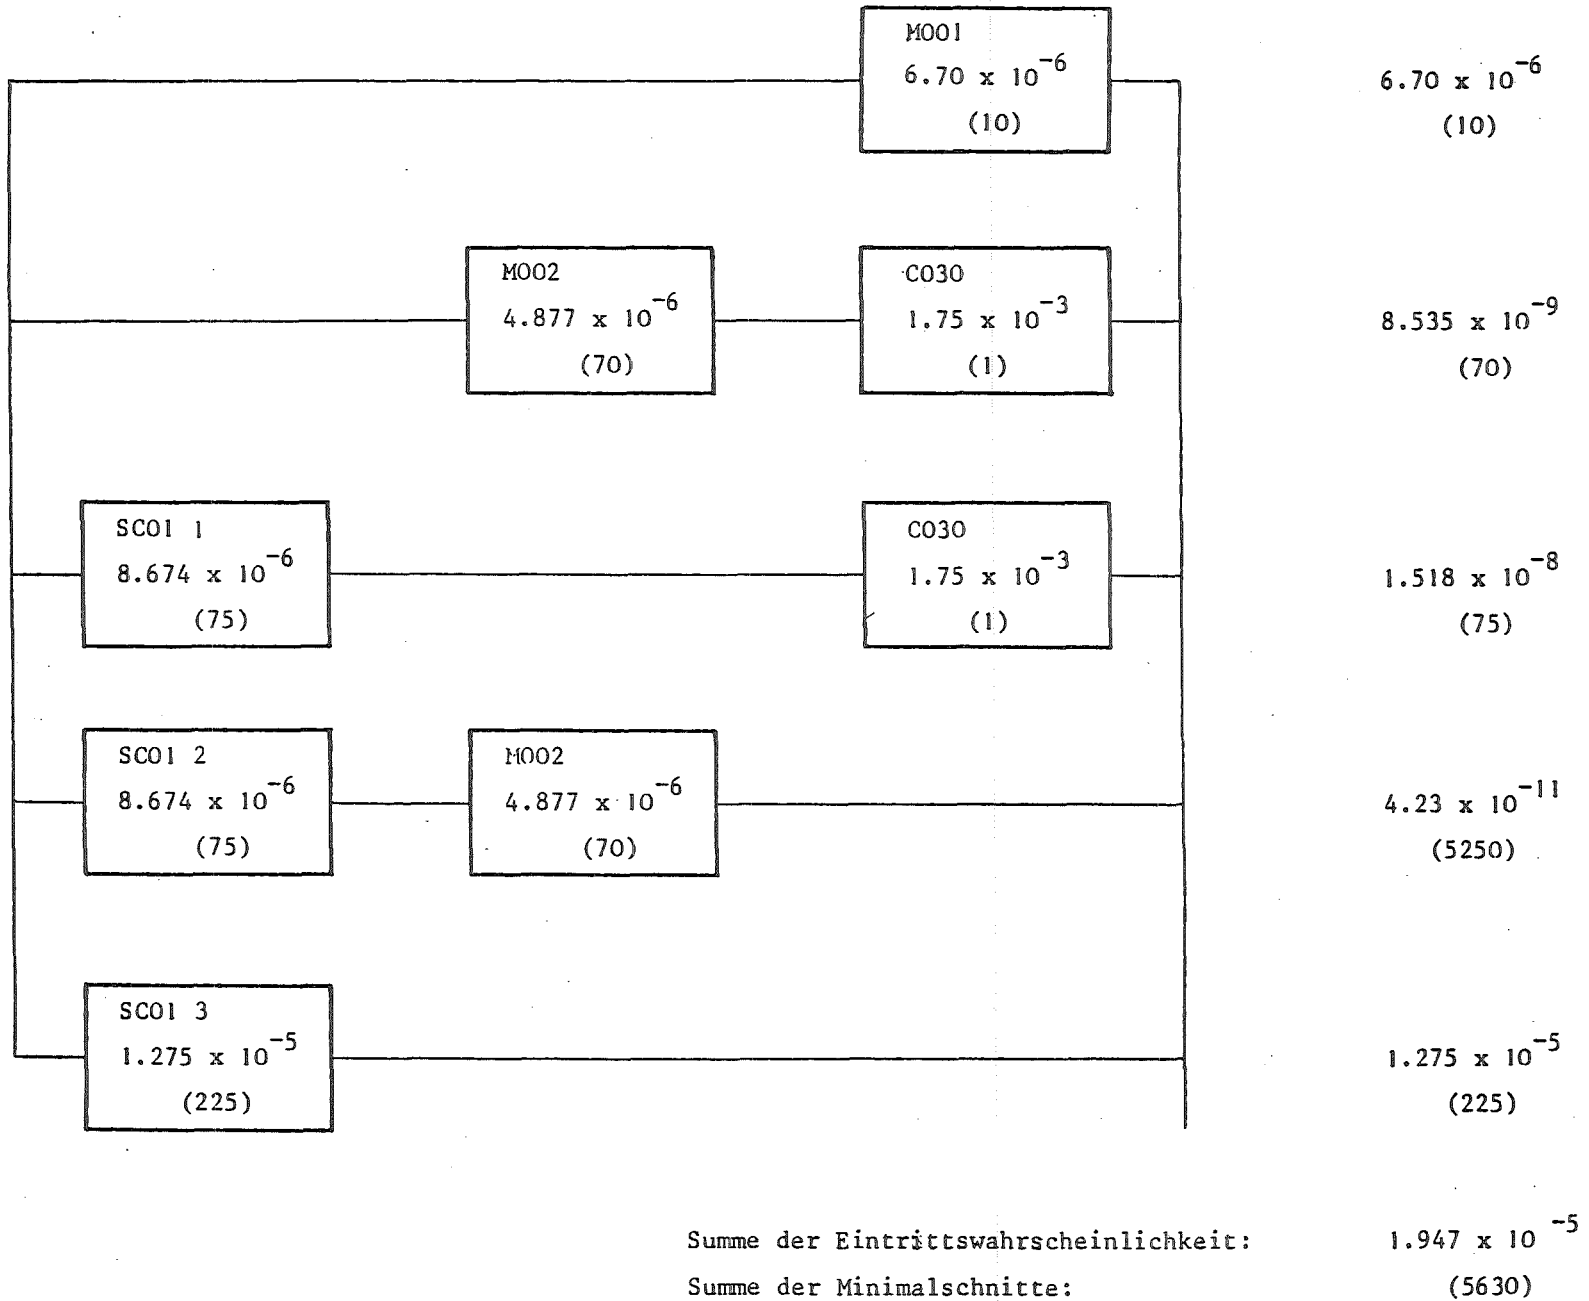 M001
6.70 x 10^-6
(10)
6.70 x 10^-6
(10)
M002
4.877 x 10^-6
(70)
C030
1.75 x 10^-3
(1)
8.535 x 10^-9
(70)
SC01 1
8.674 x 10^-6
(75)
C030
1.75 x 10^-3
(1)
1.518 x 10^-8
(75)
SC01 2
8.674 x 10^-6
(75)
M002
4.877 x 10^-6
(70)
4.23 x 10^-11
(5250)
SC01 3
1.275 x 10^-5
(225)
1.275 x 10^-5
(225)
Summe der Eintrittswahrscheinlichkeit: 1.947 x 10^-5
Summe der Minimalschnitte: (5630)